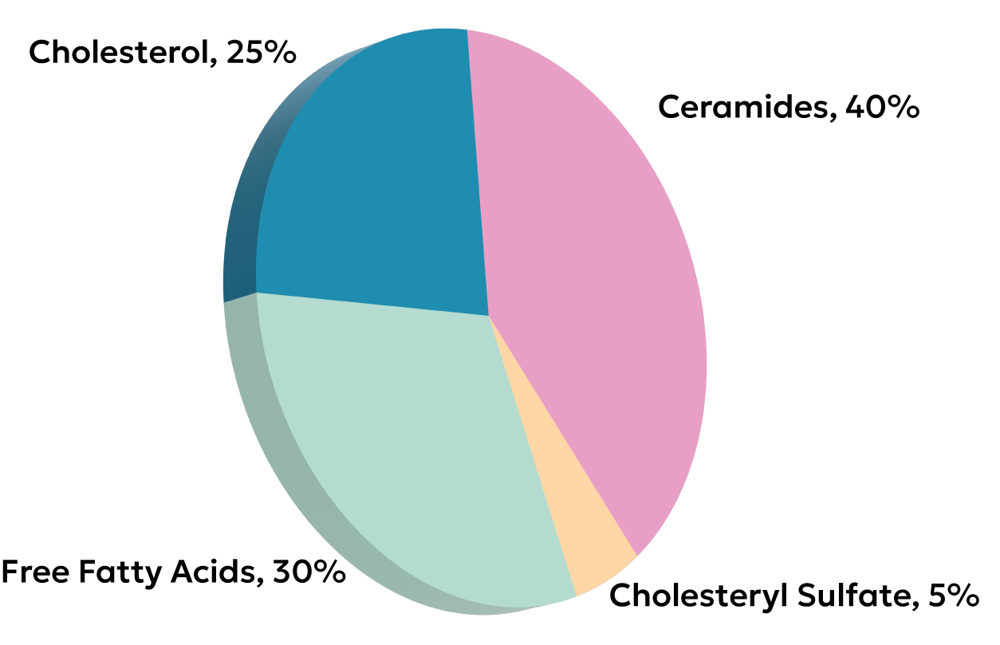 Cholesterol, 25%
Ceramides, 40%
Free Fatty Acids, 30%
Cholesteryl Sulfate, 5%